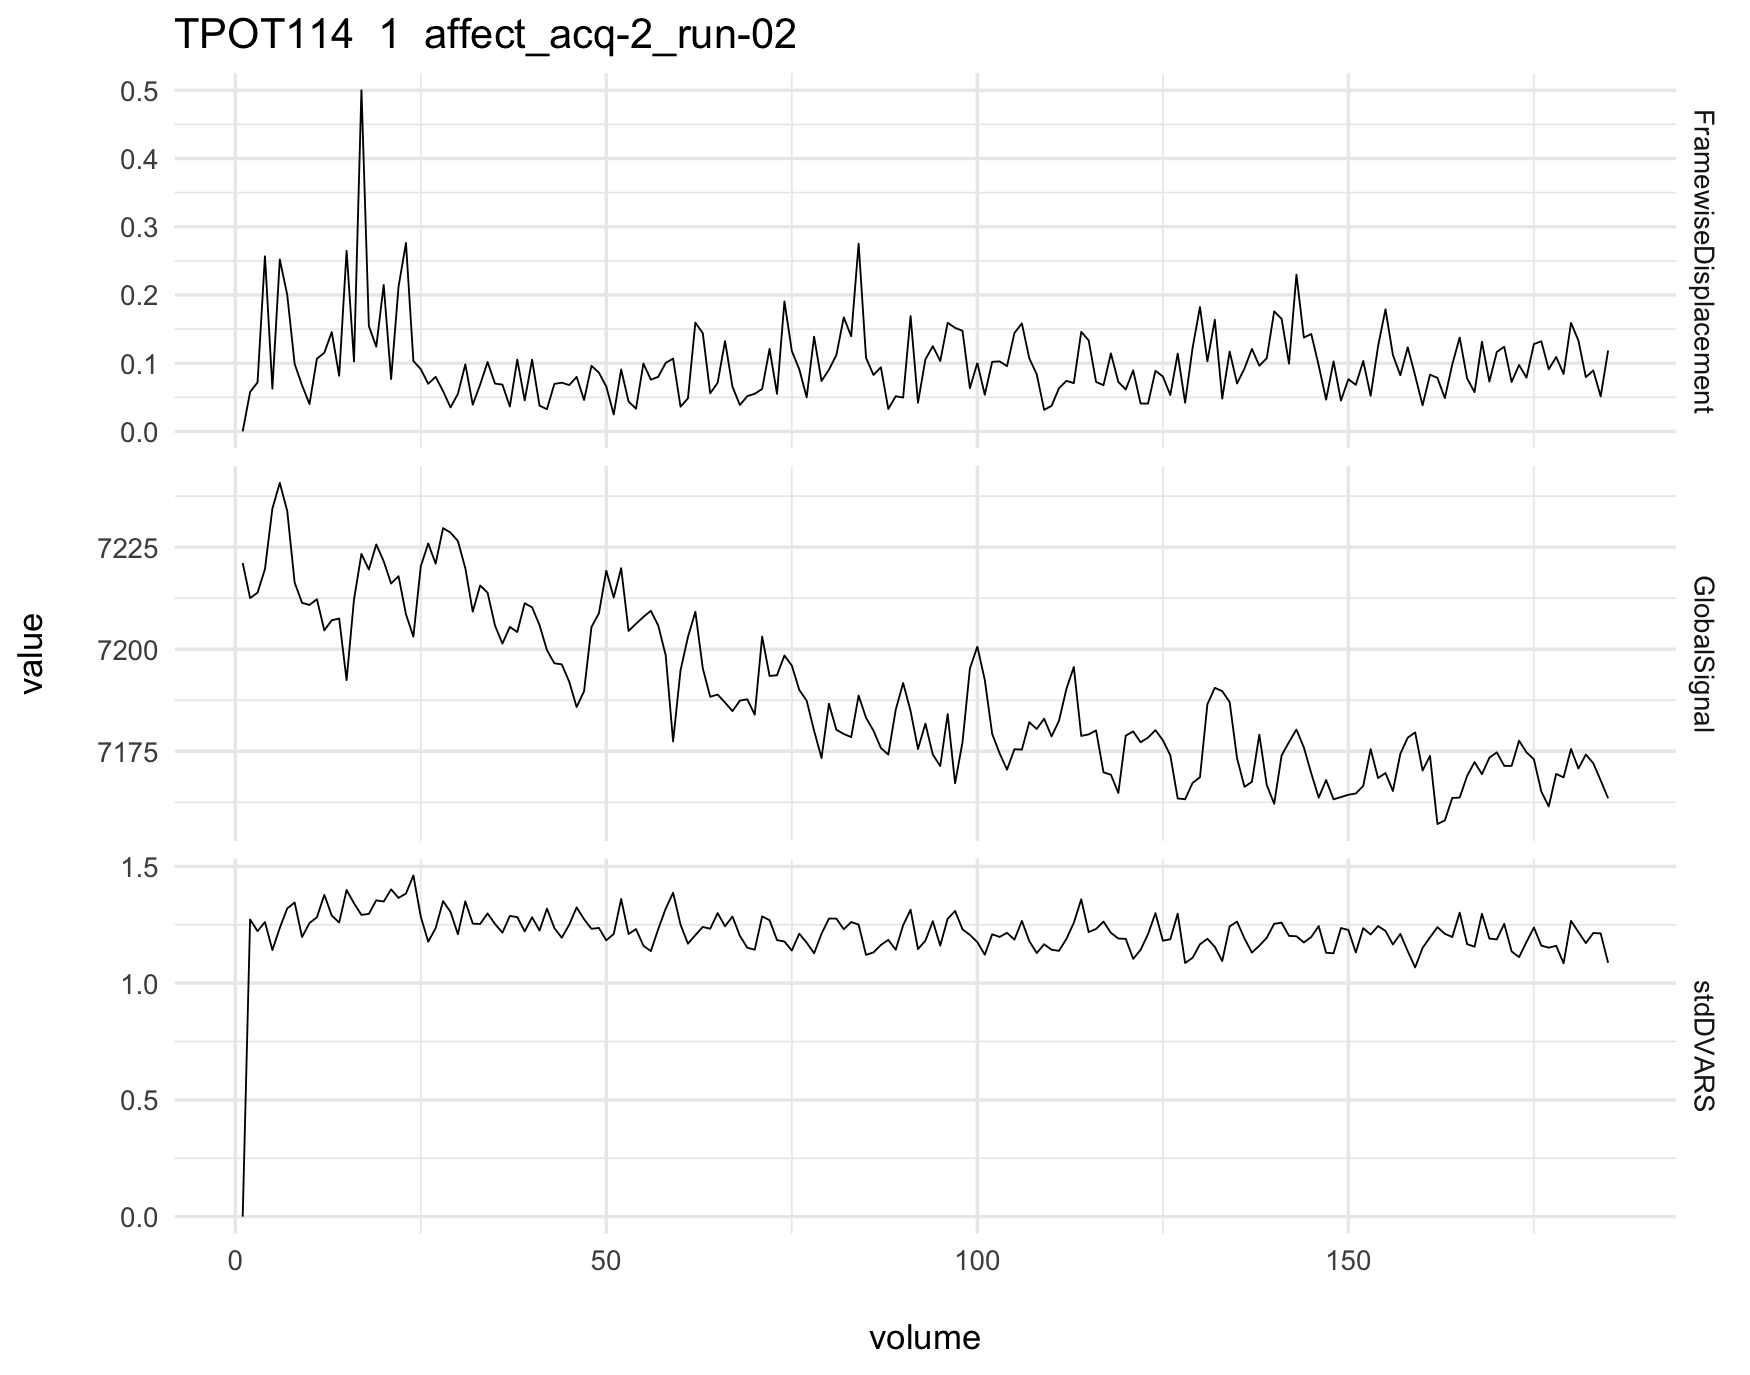 TPOT114 1 affect_acq-2_run-02
0.5
0.4
0.3
0.2
0.1
0.0
FramewiseDisplacement
7225
7200
7175
GlobalSignal
value
1.5
1.0
0.5
0.0
stdDVARS
0 50 100 150
volume